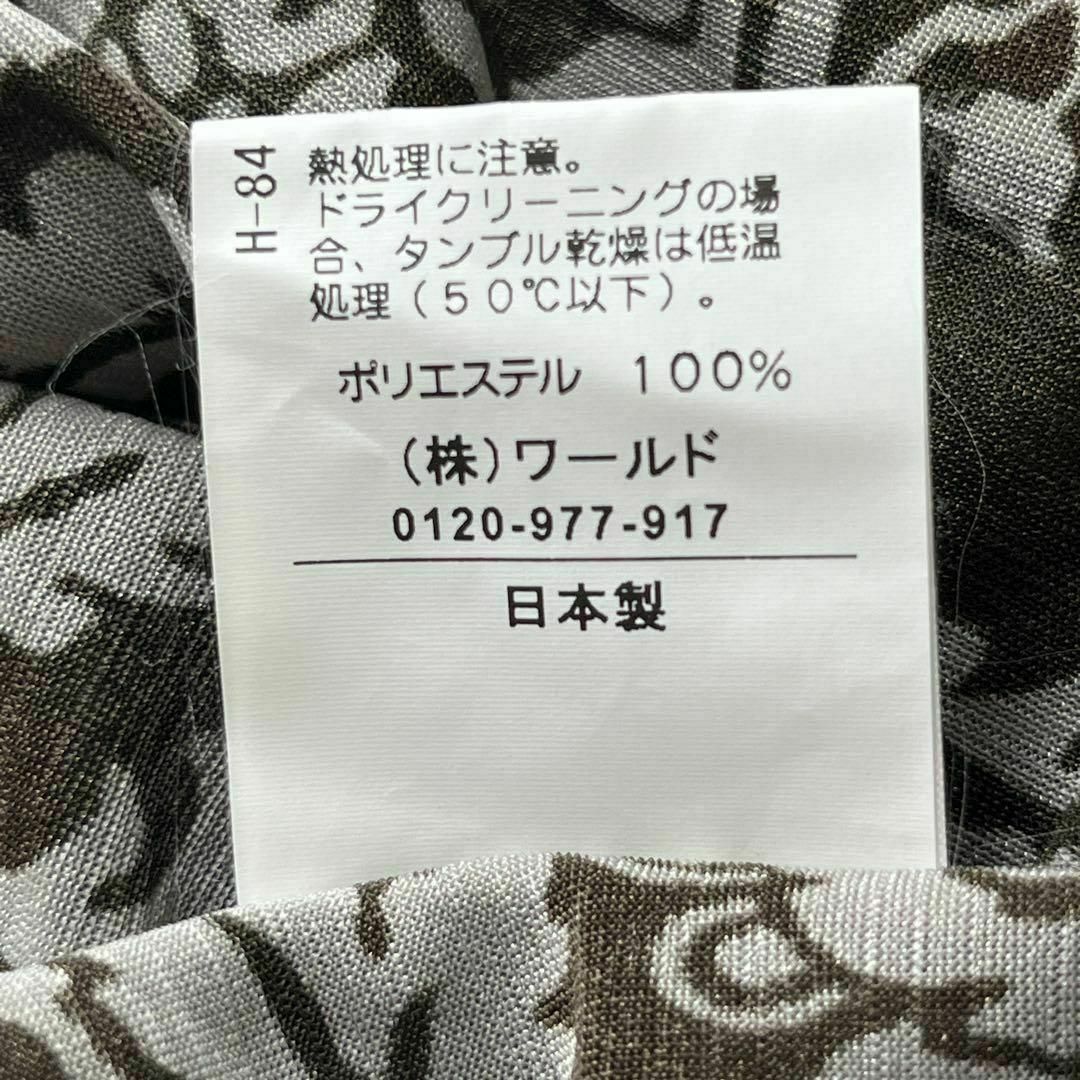 H-84
熱処理に注意。
ドライクリーニングの場
合、タンブル乾燥は低温
処理（５０℃以下）。
ポリエステル　１００％
（株）ワールド
0120-977-917
日本製